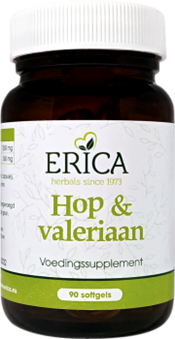 ERICA
herbals since 1973
Hop &
valeriaan
Voedingssupplement
90 softgels